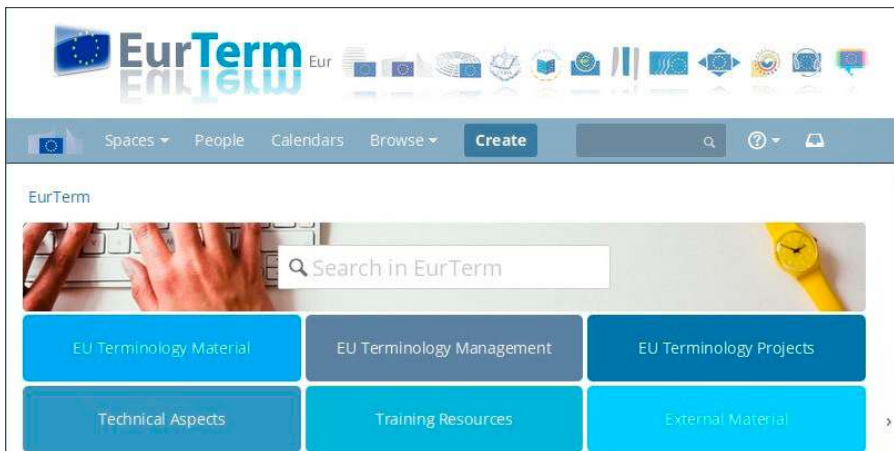 EurTerm Eur
Spaces People Calendars Browse Create
EurTerm
Search in EurTerm
EU Terminology Material EU Terminology Management EU Terminology Projects
Technical Aspects Training Resources External Material